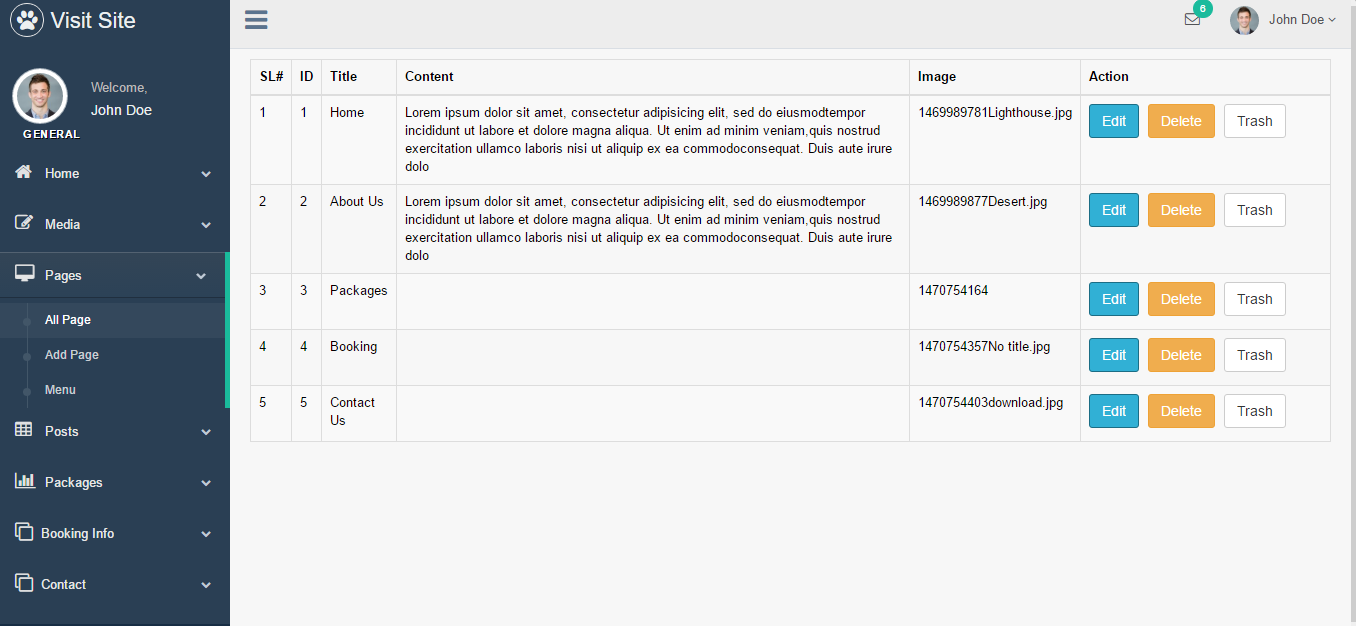 Visit Site
6
John Doe
Welcome,
John Doe
GENERAL
Home
Media
Pages
All Page
Add Page
Menu
Posts
Packages
Booking Info
Contact
SL# ID Title Content Image Action
1 1 Home Lorem ipsum dolor sit amet, consectetur adipisicing elit, sed do eiusmodtempor 1469989781Lighthouse.jpg Edit Delete Trash
incididunt ut labore et dolore magna aliqua. Ut enim ad minim veniam,quis nostrud
exercitation ullamco laboris nisi ut aliquip ex ea commodoconsequat. Duis aute irure
dolo
2 2 About Us Lorem ipsum dolor sit amet, consectetur adipisicing elit, sed do eiusmodtempor 1469989877Desert.jpg Edit Delete Trash
incididunt ut labore et dolore magna aliqua. Ut enim ad minim veniam,quis nostrud
exercitation ullamco laboris nisi ut aliquip ex ea commodoconsequat. Duis aute irure
dolo
3 3 Packages 1470754164 Edit Delete Trash
4 4 Booking 1470754357No title.jpg Edit Delete Trash
5 5 Contact 1470754403download.jpg Edit Delete Trash
Us